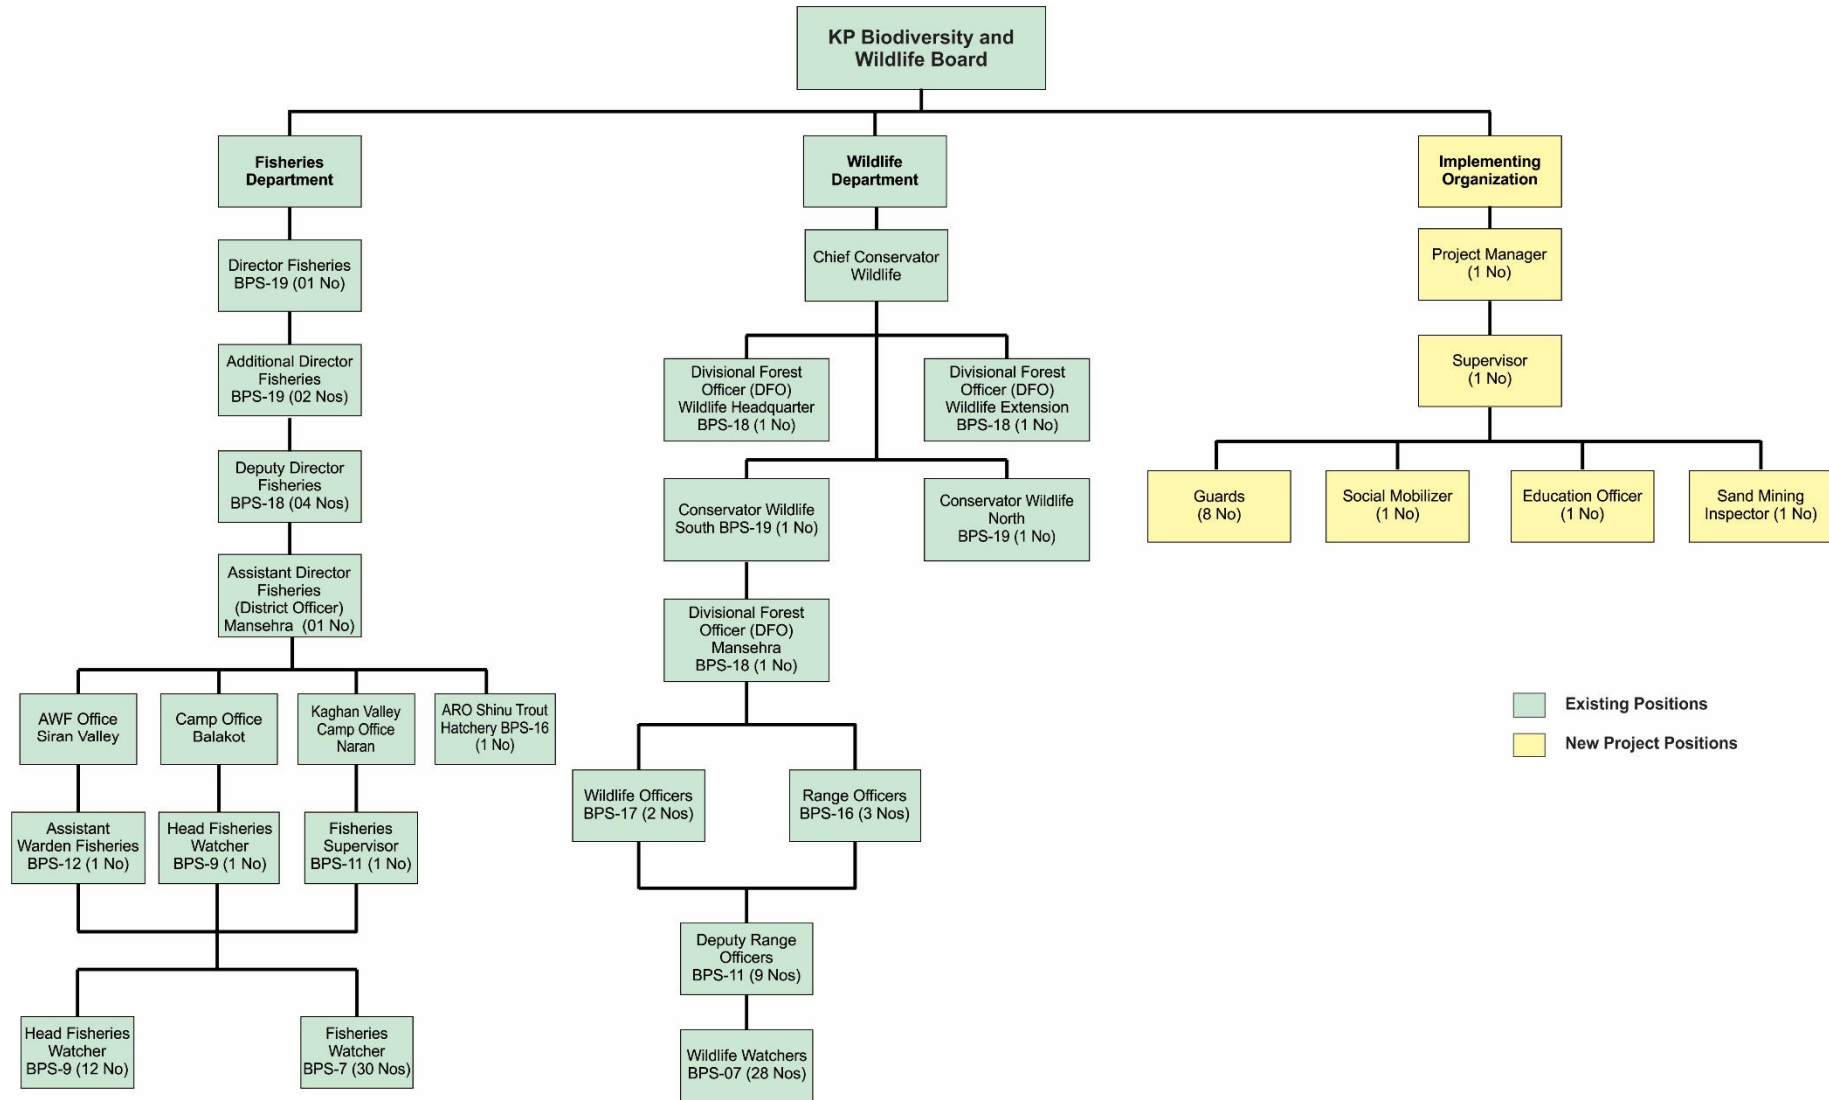 KP Biodiversity and
Wildlife Board
Fisheries
Department
Wildlife
Department
Implementing
Organization
Director Fisheries
BPS-19 (01 No)
Chief Conservator
Wildlife
Project Manager
(1 No)
Additional Director
Fisheries
BPS-19 (02 Nos)
Divisional Forest
Officer (DFO)
Wildlife Headquarter
BPS-18 (1 No)
Divisional Forest
Officer (DFO)
Wildlife Extension
BPS-18 (1 No)
Supervisor
(1 No)
Deputy Director
Fisheries
BPS-18 (04 Nos)
Conservator Wildlife
South BPS-19 (1 No)
Conservator Wildlife
North
BPS-19 (1 No)
Guards
(8 No)
Social Mobilizer
(1 No)
Education Officer
(1 No)
Sand Mining
Inspector (1 No)
Assistant Director
Fisheries
(District Officer)
Mansehra (01 No)
Divisional Forest
Officer (DFO)
Mansehra
BPS-18 (1 No)
AWF Office
Siran Valley
Camp Office
Balakot
Kaghan Valley
Camp Office
Naran
ARO Shinu Trout
Hatchery BPS-16
(1 No)
Existing Positions
New Project Positions
Wildlife Officers
BPS-17 (2 Nos)
Range Officers
BPS-16 (3 Nos)
Assistant
Warden Fisheries
BPS-12 (1 No)
Head Fisheries
Watcher
BPS-9 (1 No)
Fisheries
Supervisor
BPS-11 (1 No)
Deputy Range
Officers
BPS-11 (9 Nos)
Head Fisheries
Watcher
BPS-9 (12 No)
Fisheries
Watcher
BPS-7 (30 Nos)
Wildlife Watchers
BPS-07 (28 Nos)